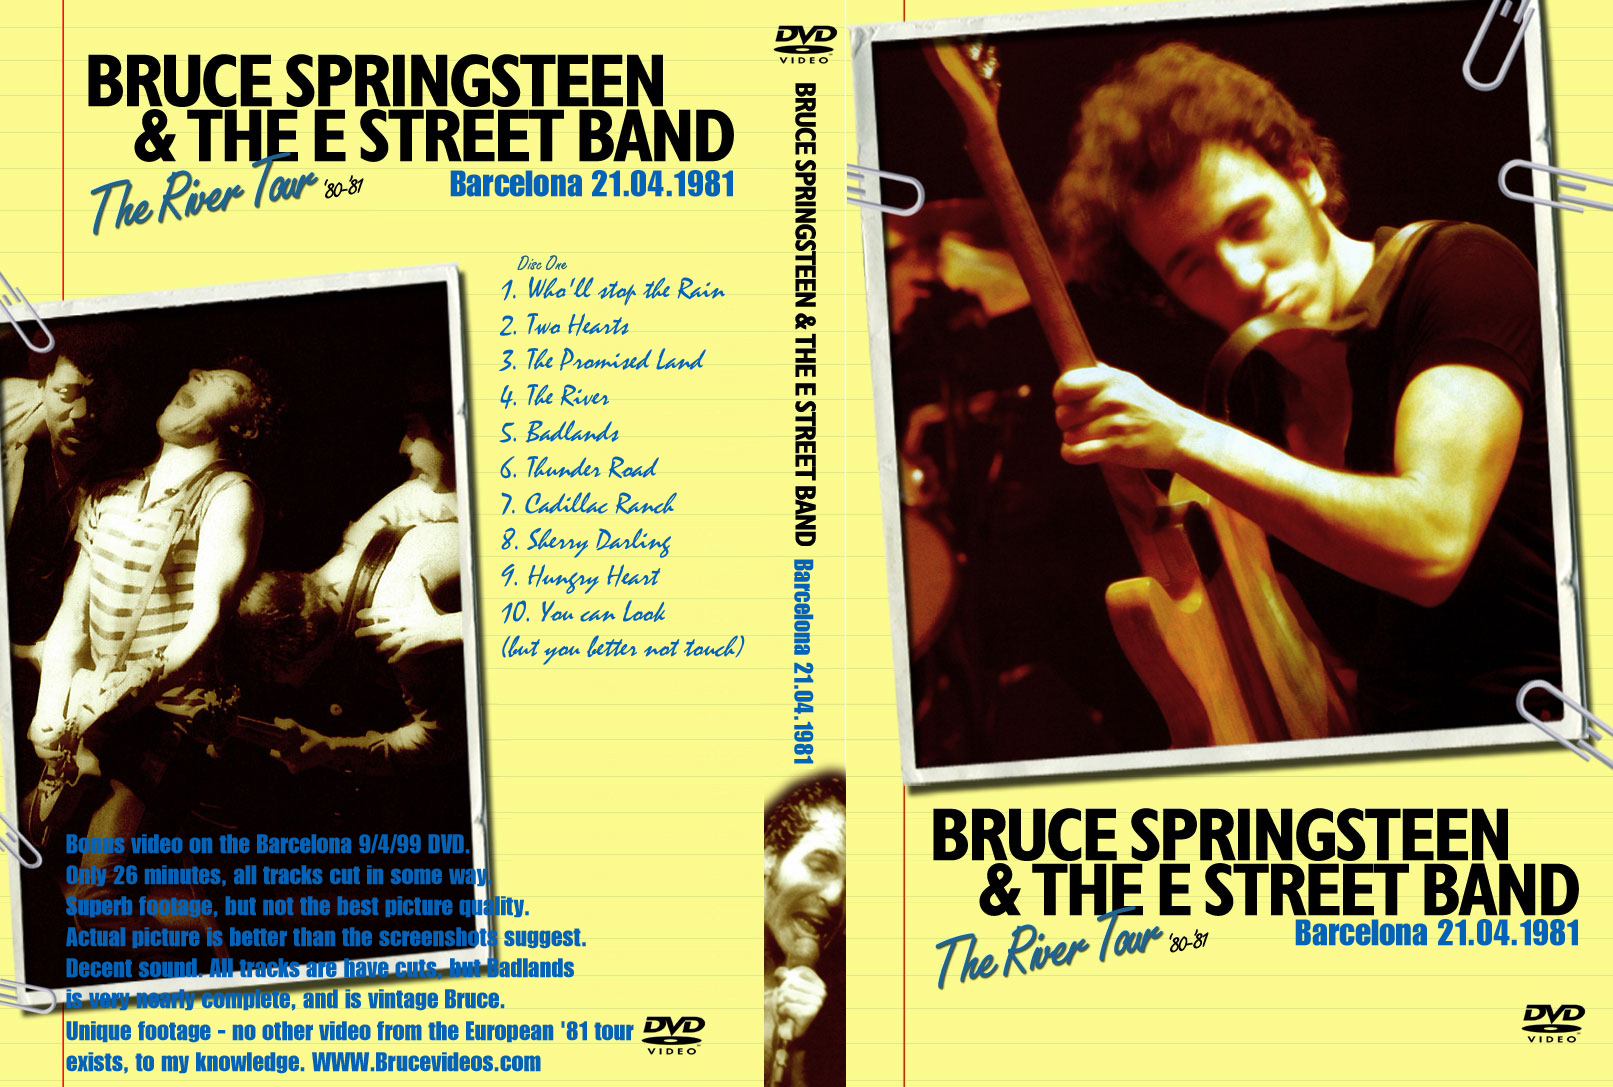 BRUCE SPRINGSTEEN
& THE E STREET BAND
The River Tour '80-'81
Barcelona 21.04.1981
Disc One
1. Who'll stop the Rain
2. Two Hearts
3. The Promised Land
4. The River
5. Badlands
6. Thunder Road
7. Cadillac Ranch
8. Sherry Darling
9. Hungry Heart
10. You can Look
(but you better not touch)
Bonus video on the Barcelona 9/4/99 DVD.
Only 26 minutes, all tracks cut in some way.
Superb footage, but not the best picture quality.
Actual picture is better than the screenshots suggest.
Decent sound. All tracks are have cuts, but Badlands
is very nearly complete, and is vintage Bruce.
Unique footage - no other video from the European '81 tour
exists, to my knowledge. WWW.Brucevideos.com
DVD
VIDEO
DVD
VIDEO
BRUCE SPRINGSTEEN & THE E STREET BAND Barcelona 21.04.1981
BRUCE SPRINGSTEEN
& THE E STREET BAND
The River Tour '80-'81
Barcelona 21.04.1981
DVD
VIDEO